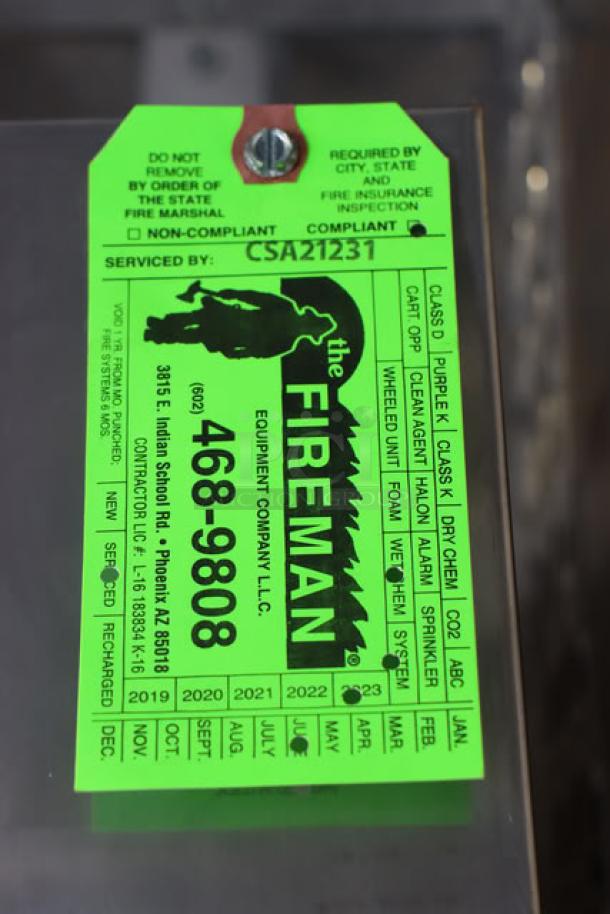 DO NOT
REMOVE
BY ORDER OF
THE STATE
FIRE MARSHAL
REQUIRED BY
CITY, STATE
AND
FIRE INSURANCE
INSPECTION
NON-COMPLIANT
COMPLIANT
SERVICED BY: CSA21231
CLASS D PURPLE K CLASS K DRY CHEM CO2 ABC
CART. OPP CLEAN AGENT HALON ALARM SPRINKLER
WHEELED UNIT FOAM WET CHEM SYSTEM
the
FIREMAN®
EQUIPMENT COMPANY L.L.C.
(602) 468-9808
3815 E. Indian School Rd. • Phoenix AZ 85018
CONTRACTOR LIC #: L-16 183834 K-16
VOID 1 YR. FROM MO. PUNCHED;
FIRE SYSTEMS 6 MOS.
NEW SERVICED RECHARGED
2019 2020 2021 2022 2023
DEC. NOV. OCT. SEPT. AUG. JULY JUNE MAY APR. MAR. FEB. JAN.